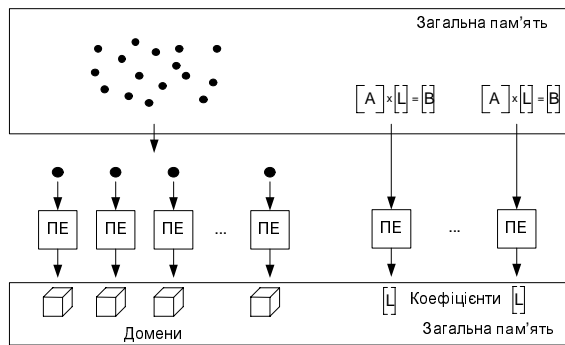 Загальна пам'ять
[A] x [L] = [B] [A] x [L] = [B]
ПЕ ПЕ ПЕ ... ПЕ ПЕ ... ПЕ
[L] Коефіцієнти [L]
Домени
Загальна пам'ять